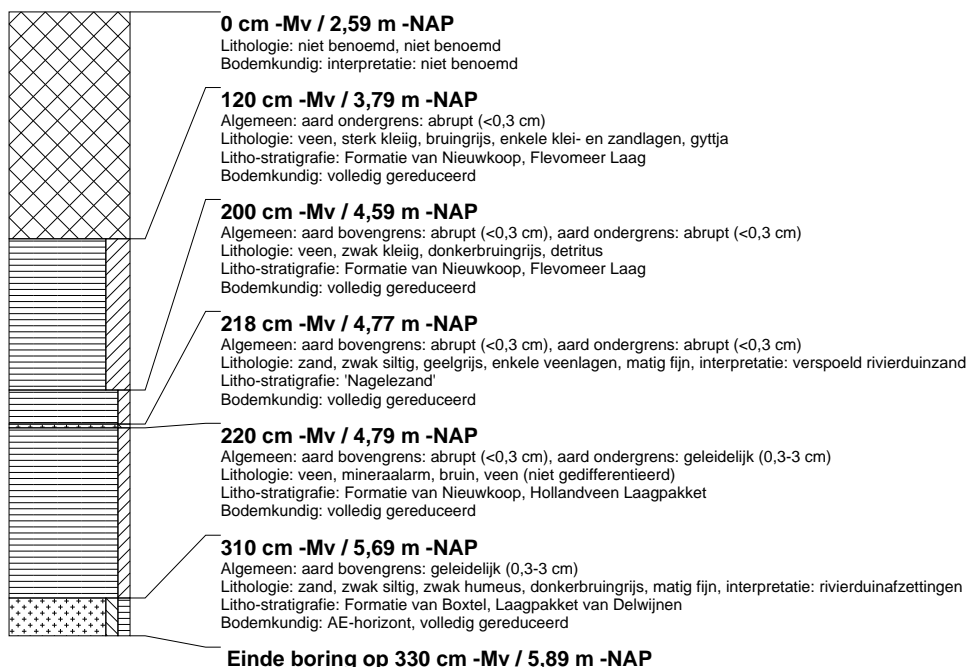 0 cm -Mv / 2,59 m -NAP
Lithologie: niet benoemd, niet benoemd
Bodemkundig: interpretatie: niet benoemd
120 cm -Mv / 3,79 m -NAP
Algemeen: aard ondergrens: abrupt (<0,3 cm)
Lithologie: veen, sterk kleiig, bruingrijs, enkele klei- en zandlagen, gyttja
Litho-stratigrafie: Formatie van Nieuwkoop, Flevomeer Laag
Bodemkundig: volledig gereduceerd
200 cm -Mv / 4,59 m -NAP
Algemeen: aard bovengrens: abrupt (<0,3 cm), aard ondergrens: abrupt (<0,3 cm)
Lithologie: veen, zwak kleiig, donkerbruingrijs, detritus
Litho-stratigrafie: Formatie van Nieuwkoop, Flevomeer Laag
Bodemkundig: volledig gereduceerd
218 cm -Mv / 4,77 m -NAP
Algemeen: aard bovengrens: abrupt (<0,3 cm), aard ondergrens: abrupt (<0,3 cm)
Lithologie: zand, zwak siltig, geelgrijs, enkele veenlagen, matig fijn, interpretatie: verspoeld rivierduinzand
Litho-stratigrafie: 'Nagelezand'
Bodemkundig: volledig gereduceerd
220 cm -Mv / 4,79 m -NAP
Algemeen: aard bovengrens: abrupt (<0,3 cm), aard ondergrens: geleidelijk (0,3-3 cm)
Lithologie: veen, mineraalarm, bruin, veen (niet gedifferentieerd)
Litho-stratigrafie: Formatie van Nieuwkoop, Hollandveen Laagpakket
Bodemkundig: volledig gereduceerd
310 cm -Mv / 5,69 m -NAP
Algemeen: aard bovengrens: geleidelijk (0,3-3 cm)
Lithologie: zand, zwak siltig, zwak humeus, donkerbruingrijs, matig fijn, interpretatie: rivierduinafzettingen
Litho-stratigrafie: Formatie van Boxtel, Laagpakket van Delwijnen
Bodemkundig: AE-horizont, volledig gereduceerd
Einde boring op 330 cm -Mv / 5,89 m -NAP